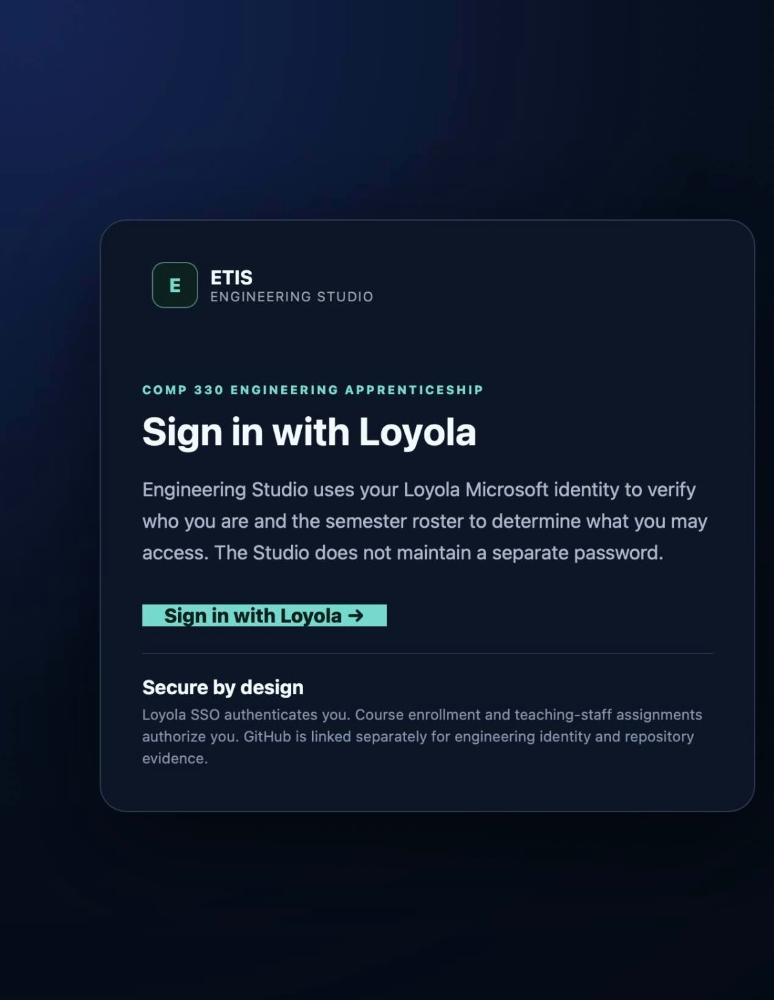 E
ETIS
ENGINEERING STUDIO
COMP 330 ENGINEERING APPRENTICESHIP
Sign in with Loyola
Engineering Studio uses your Loyola Microsoft identity to verify
who you are and the semester roster to determine what you may
access. The Studio does not maintain a separate password.
Sign in with Loyola →
Secure by design
Loyola SSO authenticates you. Course enrollment and teaching-staff assignments
authorize you. GitHub is linked separately for engineering identity and repository
evidence.